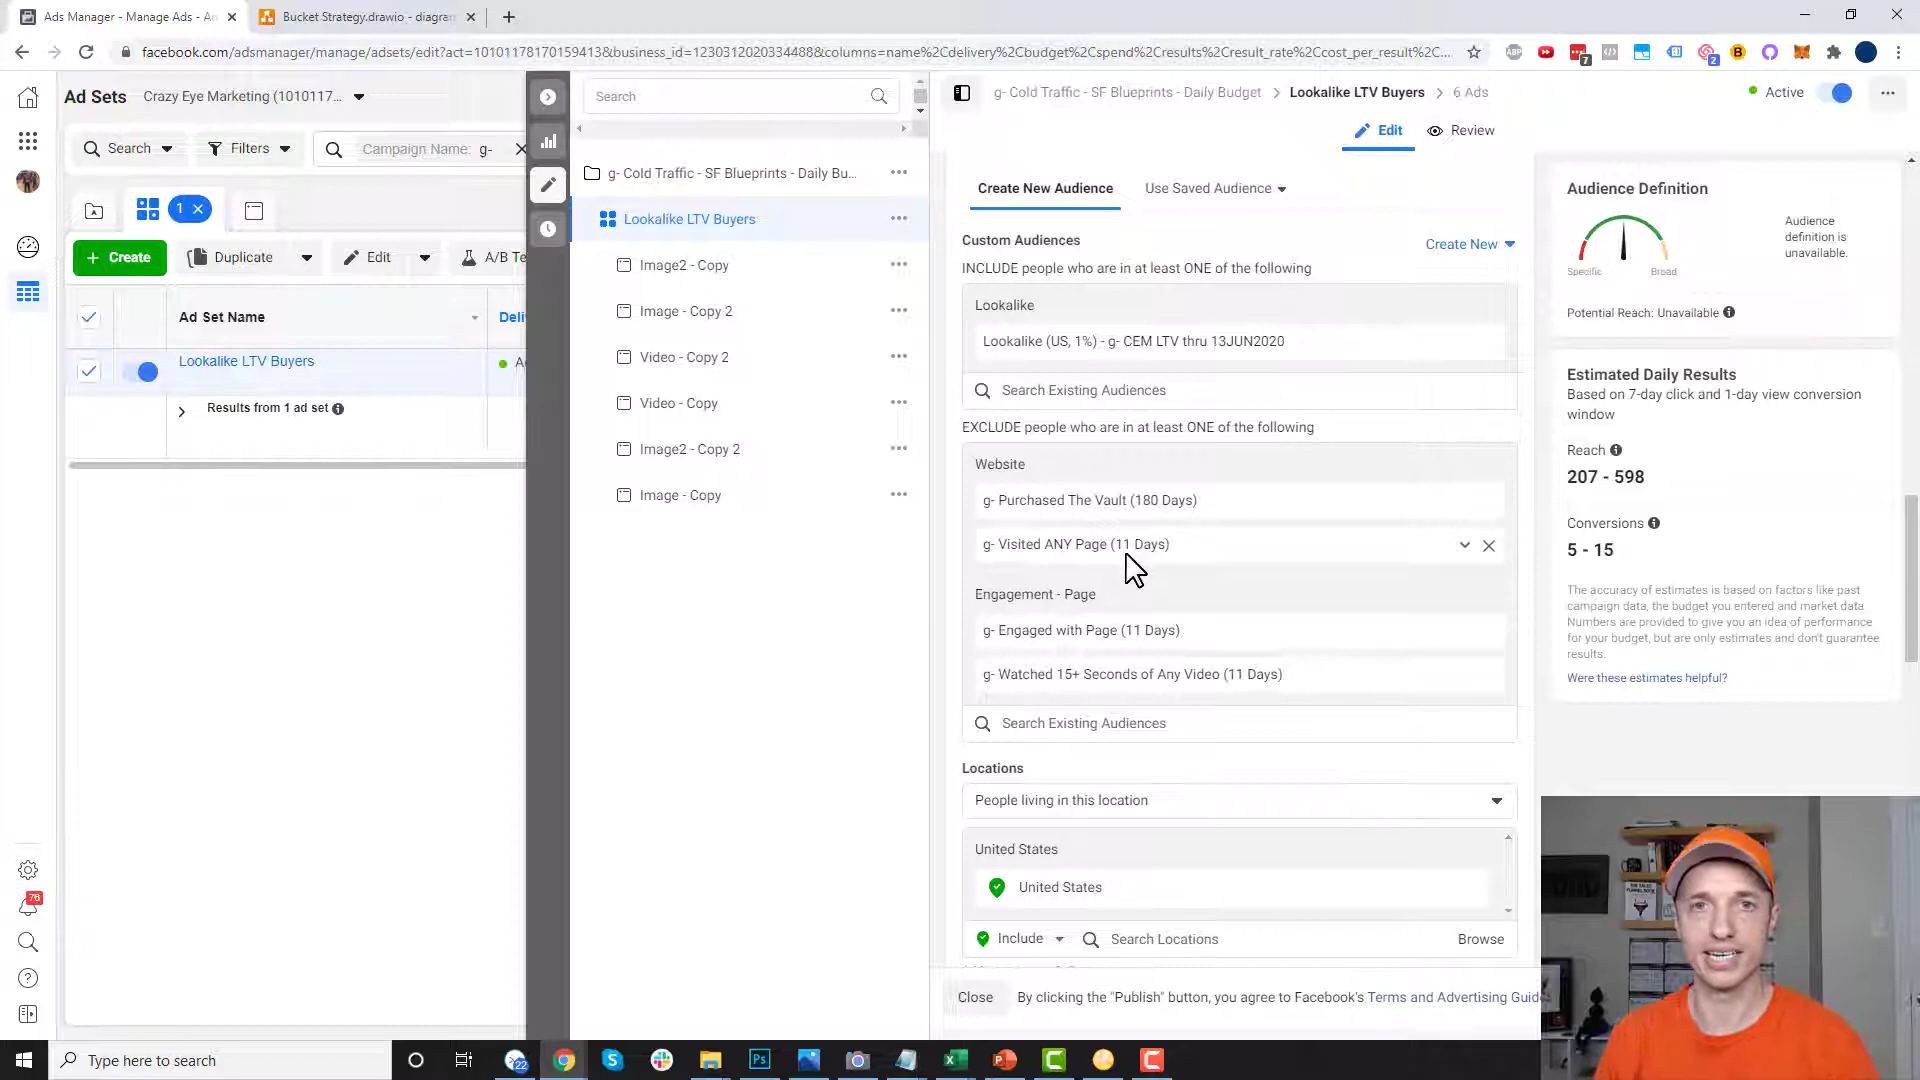 Ads Manager - Manage Ads - Ad
Bucket Strategy.drawio - diagram
facebook.com/adsmanager/manage/adsets/edit?act=10101178170159413&business_id=1230312020334488&columns=name%2Cdelivery%2Cbudget%2Cspend%2Cresults%2Cresult_rate%2Ccost_per_result%2C...
Ad Sets
Crazy Eye Marketing (1010117...
Search
Filters
Campaign Name: g-
1
Create
Duplicate
Edit
A/B Te
Ad Set Name
Deli
Lookalike LTV Buyers
Results from 1 ad set
Search
g- Cold Traffic - SF Blueprints - Daily Bu...
Lookalike LTV Buyers
Image2 - Copy
Image - Copy 2
Video - Copy 2
Video - Copy
Image2 - Copy 2
Image - Copy
g- Cold Traffic - SF Blueprints - Daily Budget
Lookalike LTV Buyers
6 Ads
Active
Edit
Review
Create New Audience
Use Saved Audience
Custom Audiences
Create New
INCLUDE people who are in at least ONE of the following
Lookalike
Lookalike (US, 1%) - g- CEM LTV thru 13JUN2020
Search Existing Audiences
EXCLUDE people who are in at least ONE of the following
Website
g- Purchased The Vault (180 Days)
g- Visited ANY Page (11 Days)
Engagement - Page
g- Engaged with Page (11 Days)
g- Watched 15+ Seconds of Any Video (11 Days)
Search Existing Audiences
Locations
People living in this location
United States
United States
Include
Search Locations
Browse
Close
By clicking the "Publish" button, you agree to Facebook's Terms and Advertising Guid
Audience Definition
Audience
definition is
unavailable.
Specific
Broad
Potential Reach: Unavailable
Estimated Daily Results
Based on 7-day click and 1-day view conversion
window
Reach
207 - 598
Conversions
5 - 15
The accuracy of estimates is based on factors like past
campaign data, the budget you entered and market data
Numbers are provided to give you an idea of performance
for your budget, but are only estimates and don't guarantee
results.
Were these estimates helpful?
76
Type here to search
22
7
2